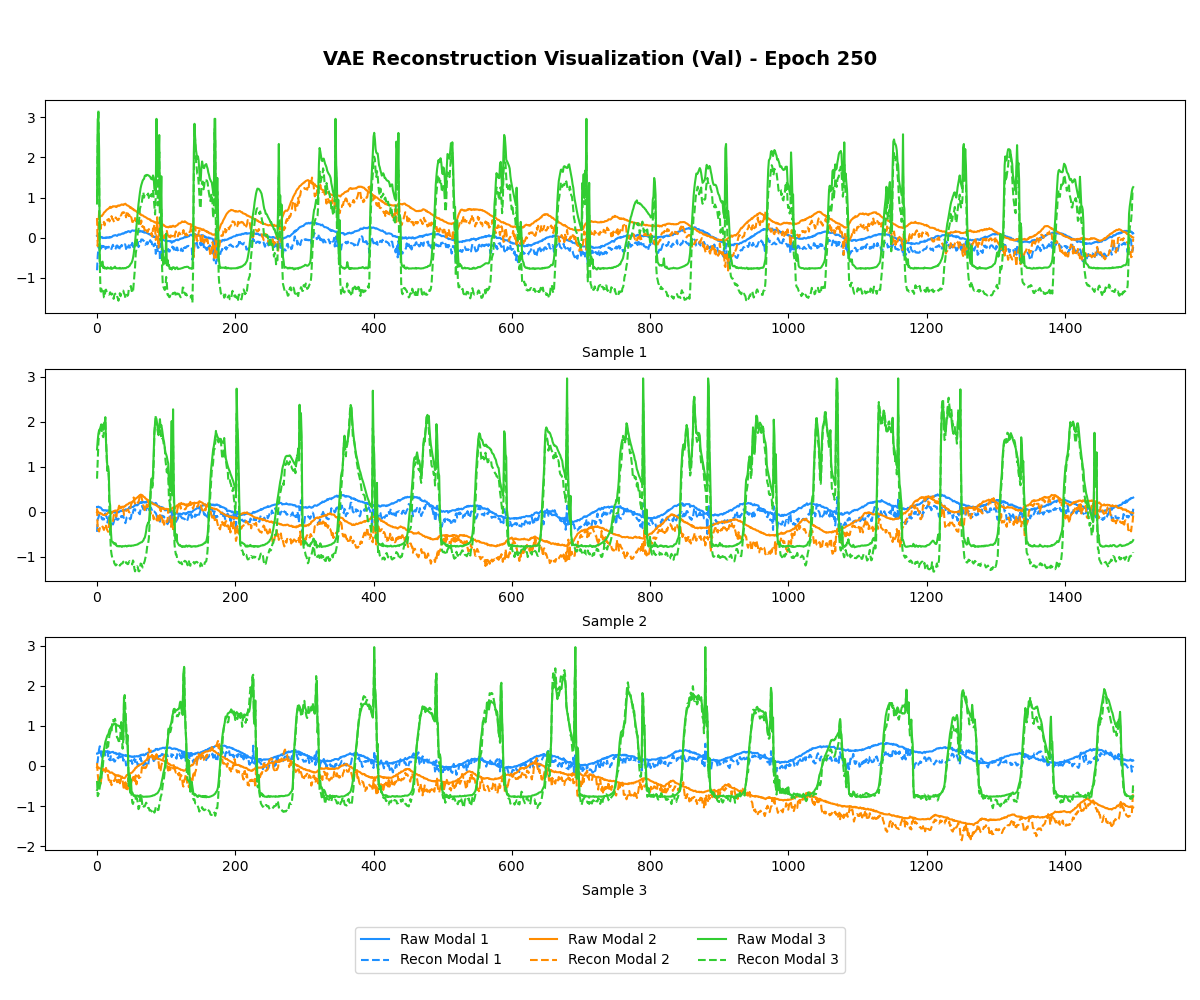 VAE Reconstruction Visualization (Val) - Epoch 250
3
2
1
0
−1
0 200 400 600 800 1000 1200 1400
Sample 1
3
2
1
0
−1
0 200 400 600 800 1000 1200 1400
Sample 2
3
2
1
0
−1
−2
0 200 400 600 800 1000 1200 1400
Sample 3
Raw Modal 1 Raw Modal 2 Raw Modal 3
Recon Modal 1 Recon Modal 2 Recon Modal 3